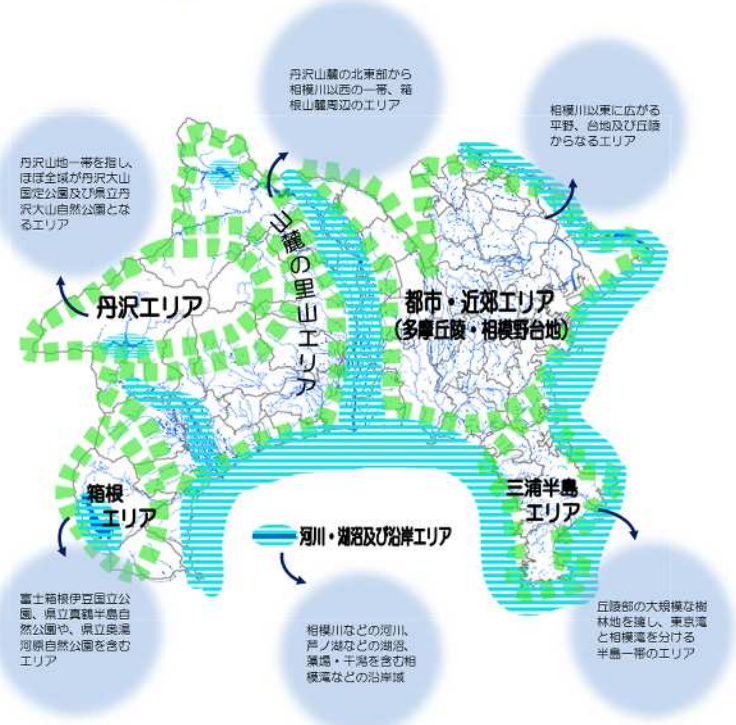 丹沢山麓の北東部から
相模川以西の一帯、箱
根山麓周辺のエリア
相模川以東に広がる
平野、台地及び丘陵
からなるエリア
丹沢山地一帯を指し、
ほぼ全域が丹沢大山
国定公園及び県立丹
沢大山自然公園とな
るエリア
山麓の里山エリア
丹沢エリア
都市・近郊エリア
（多摩丘陵・相模野台地）
箱根
エリア
三浦半島
エリア
河川・湖沼及び沿岸エリア
富士箱根伊豆国立公
園、県立真鶴半島自
然公園や、県立奥湯
河原自然公園を含む
エリア
相模川などの河川、
芦ノ湖などの湖沼、
藻場・干潟を含む相
模湾などの沿岸域
丘陵部の大規模な樹
林地を擁し、東京湾
と相模湾を分ける
半島一帯のエリア